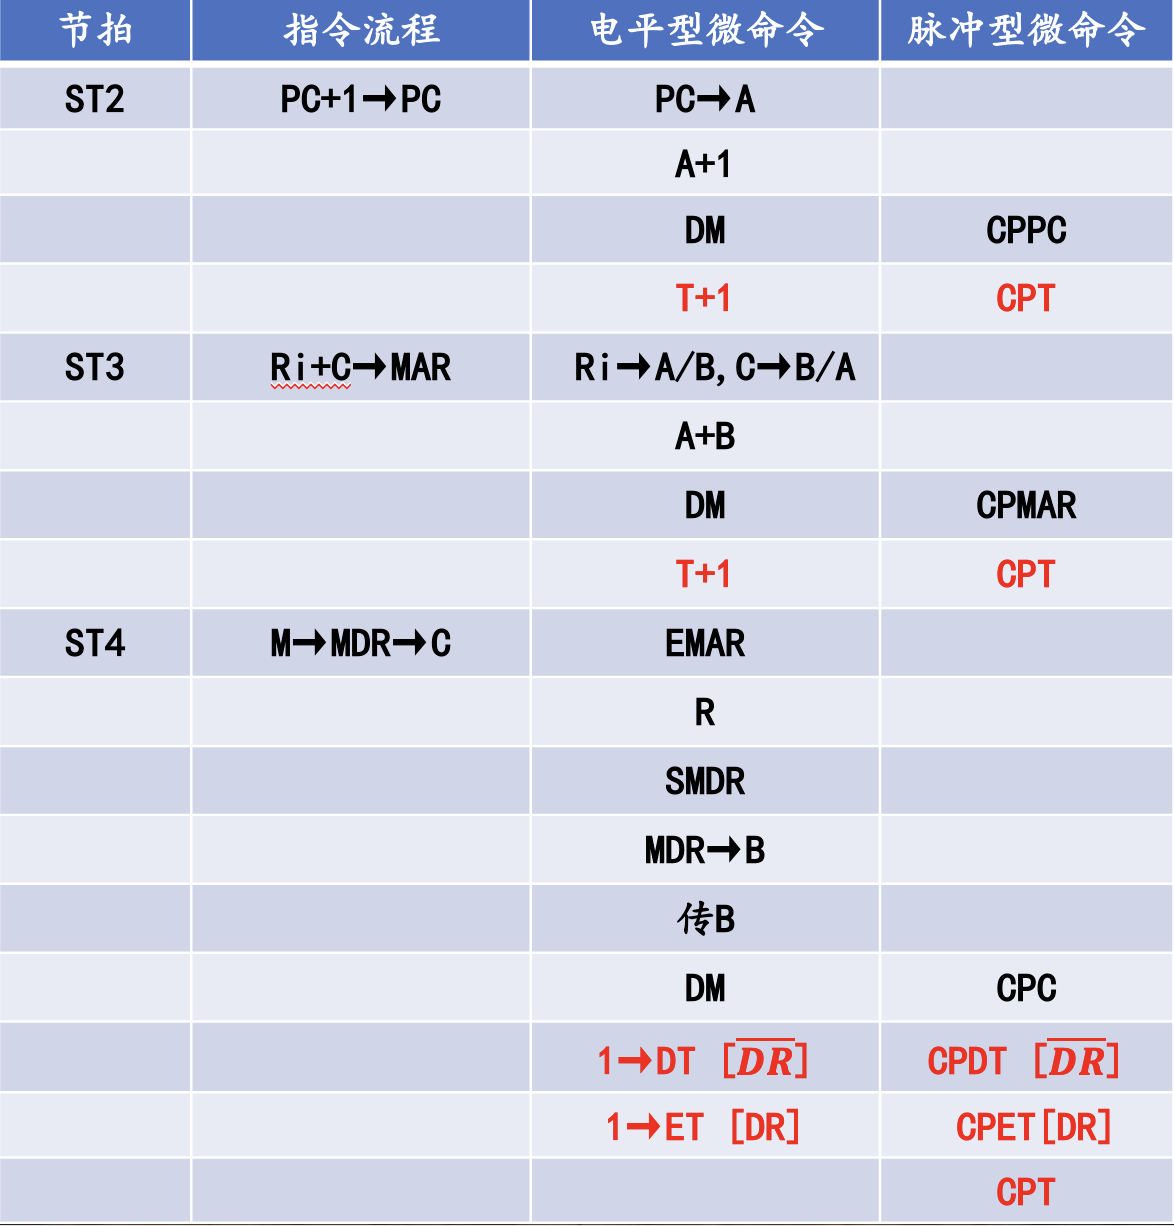 节拍 指令流程 电平型微命令 脉冲型微命令
ST2 PC+1→PC PC→A
A+1
DM CPPC
T+1 CPT
ST3 Ri+C→MAR Ri→A/B,C→B/A
A+B
DM CPMAR
T+1 CPT
ST4 M→MDR→C EMAR
R
SMDR
MDR→B
传B
DM CPC
1→DT [\overline{DR}] CPDT [\overline{DR}]
1→ET [DR] CPET[DR]
CPT